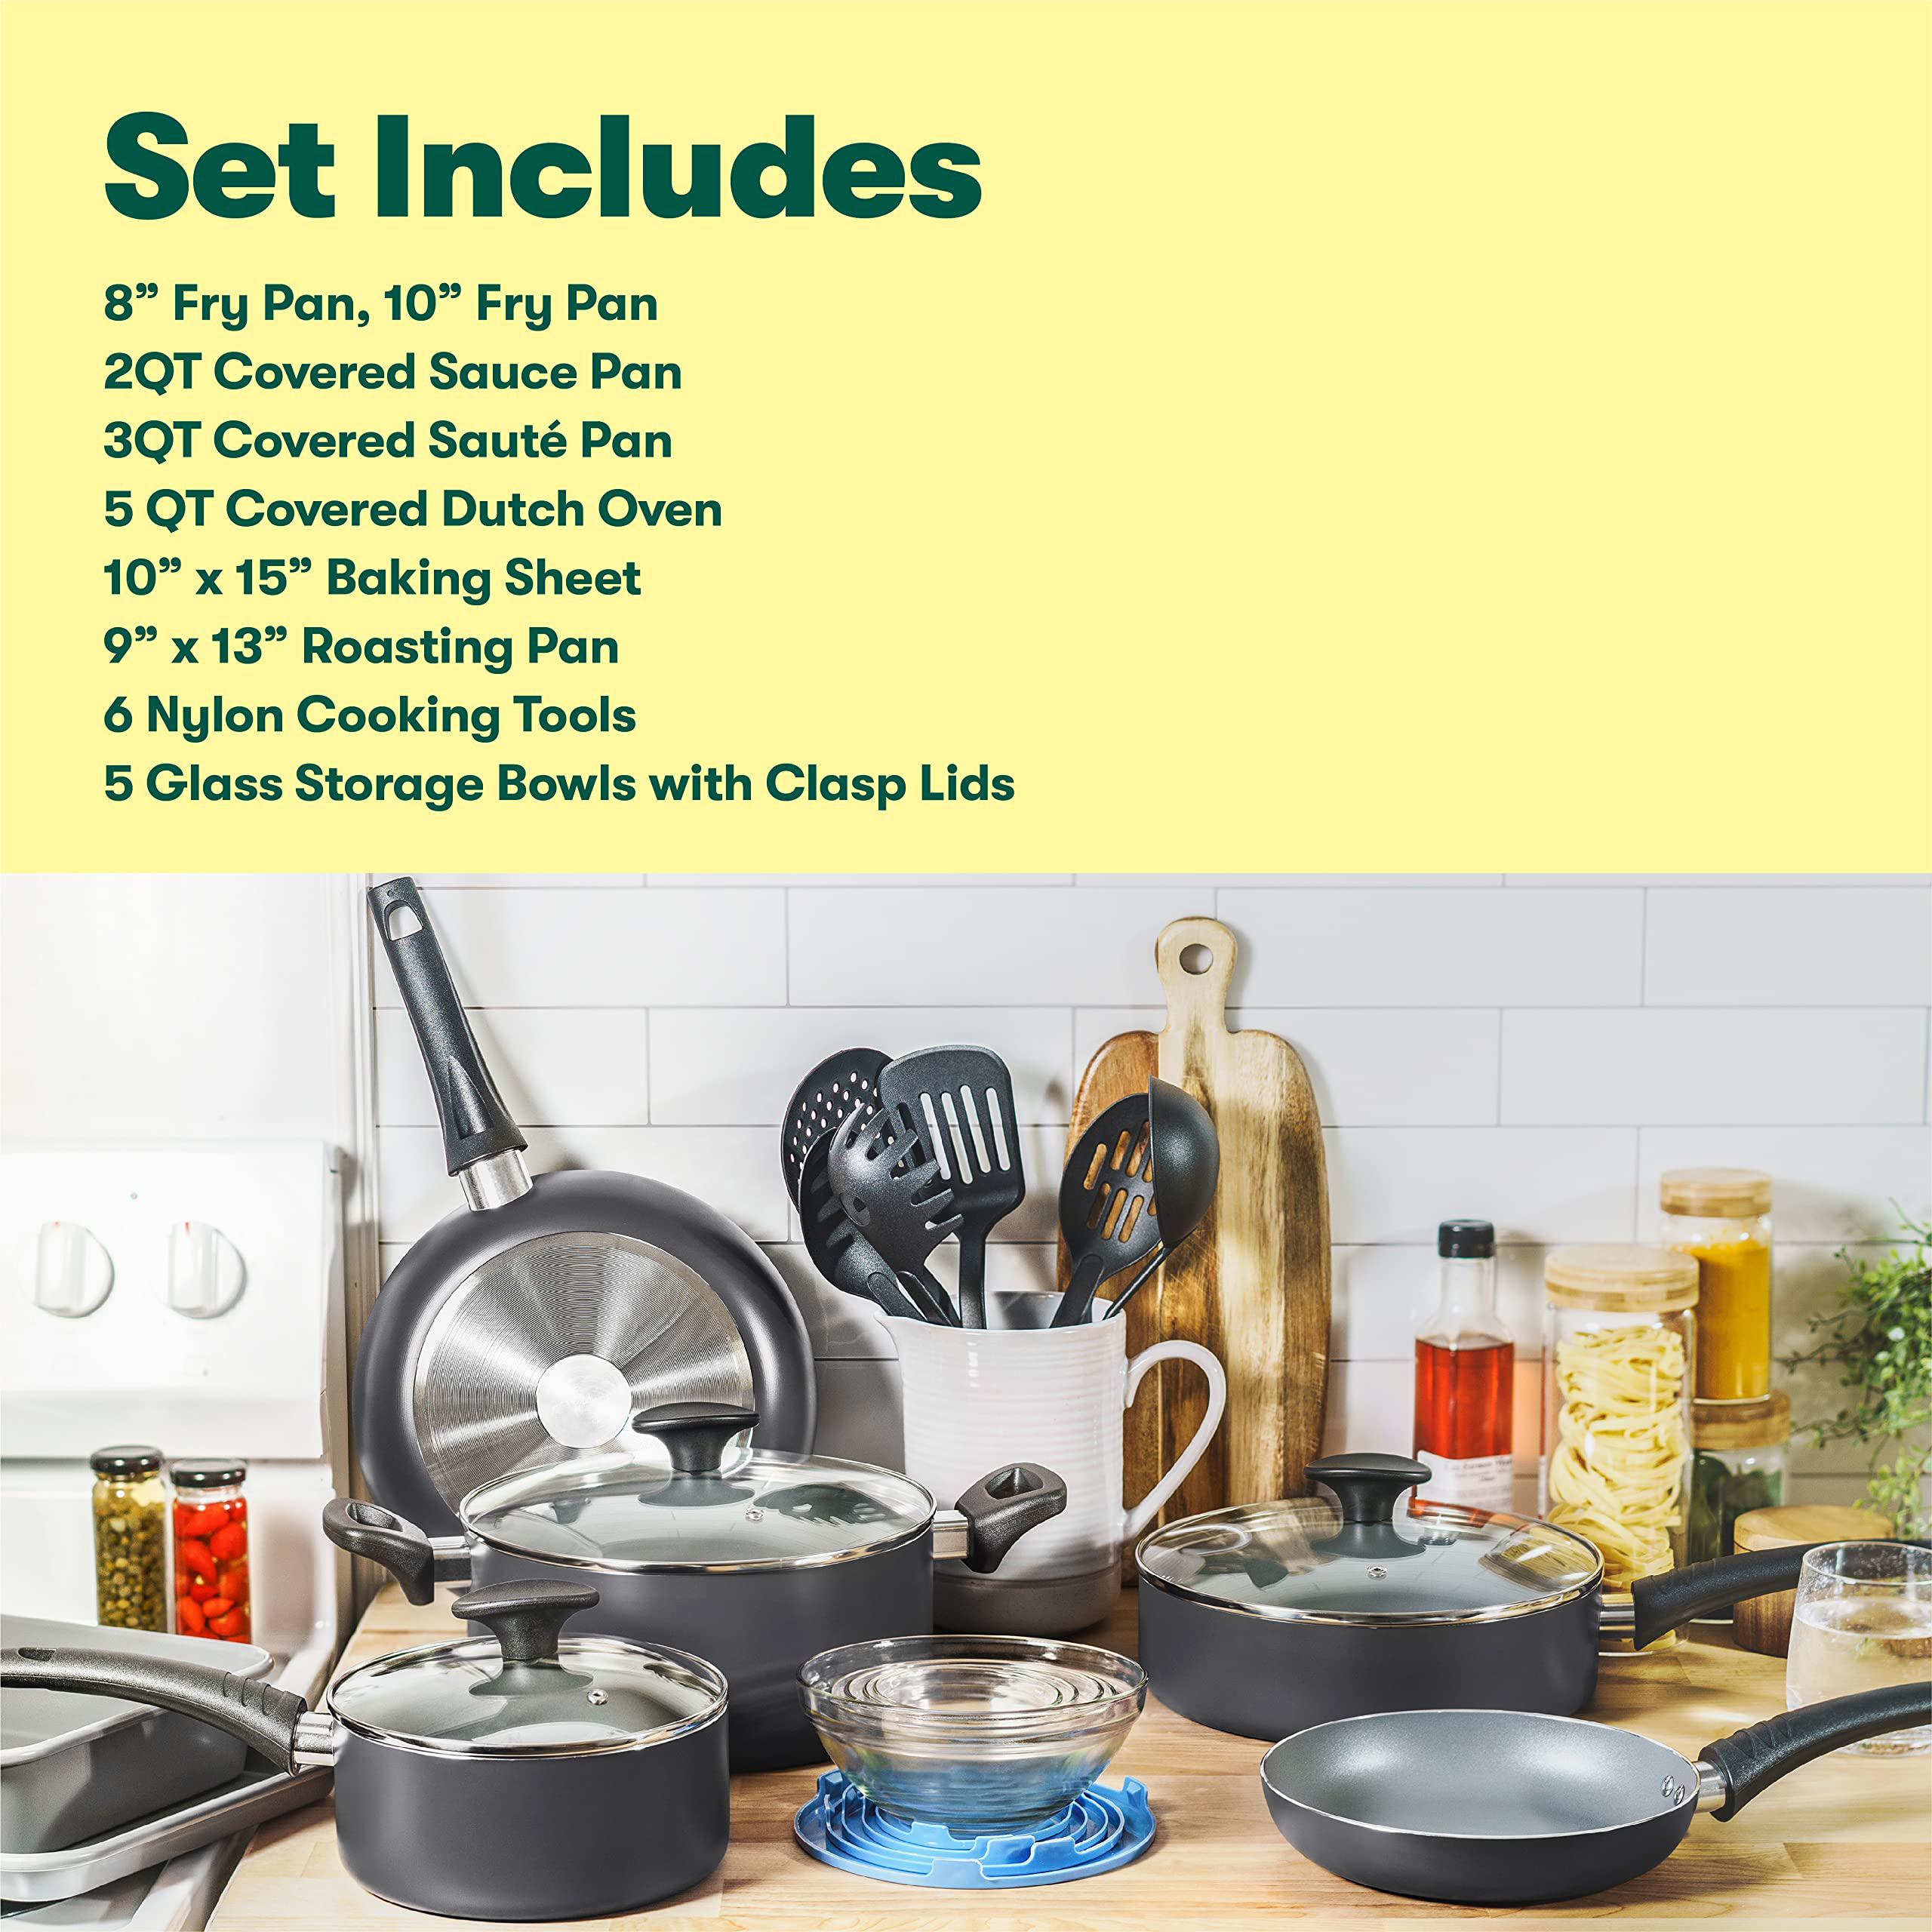 Set Includes
8” Fry Pan, 10” Fry Pan
2QT Covered Sauce Pan
3QT Covered Sauté Pan
5 QT Covered Dutch Oven
10” x 15” Baking Sheet
9” x 13” Roasting Pan
6 Nylon Cooking Tools
5 Glass Storage Bowls with Clasp Lids